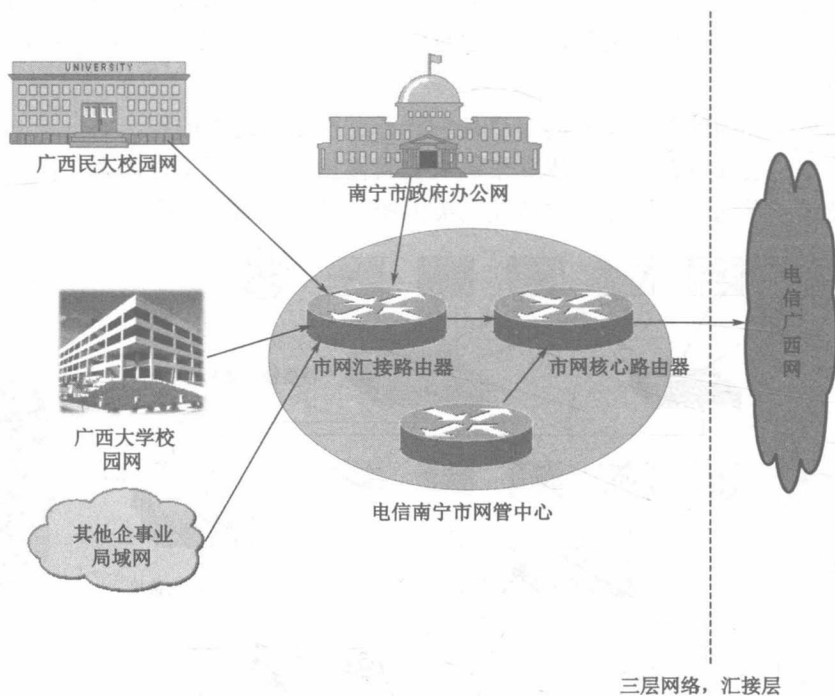 UNIVERSITY
广西民大校园网
南宁市政府办公网
电信广西网
市网汇接路由器
市网核心路由器
广西大学校
园网
电信南宁市网管中心
其他企事业
局域网
三层网络，汇接层